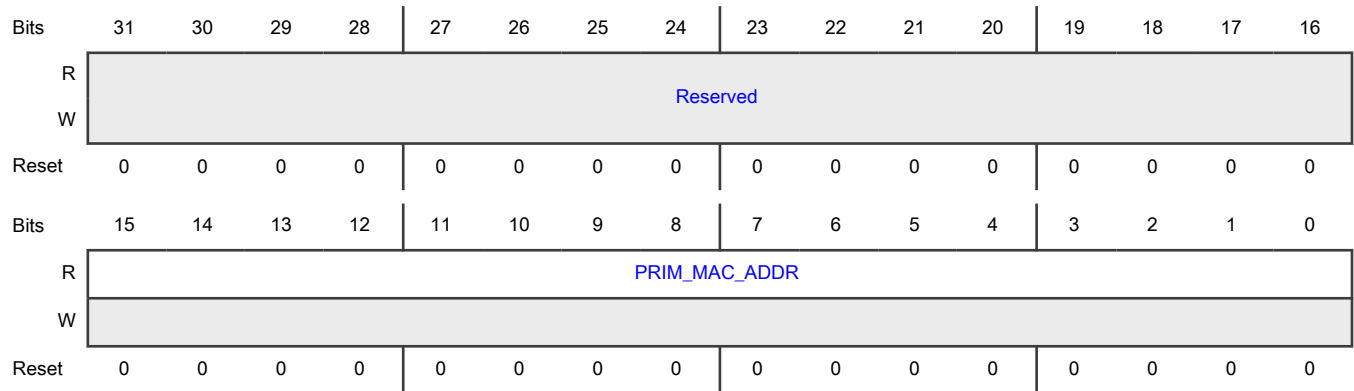 Bits 31 30 29 28 27 26 25 24 23 22 21 20 19 18 17 16
R
Reserved
W
Reset 0 0 0 0 0 0 0 0 0 0 0 0 0 0 0 0
Bits 15 14 13 12 11 10 9 8 7 6 5 4 3 2 1 0
R PRIM_MAC_ADDR
W
Reset 0 0 0 0 0 0 0 0 0 0 0 0 0 0 0 0